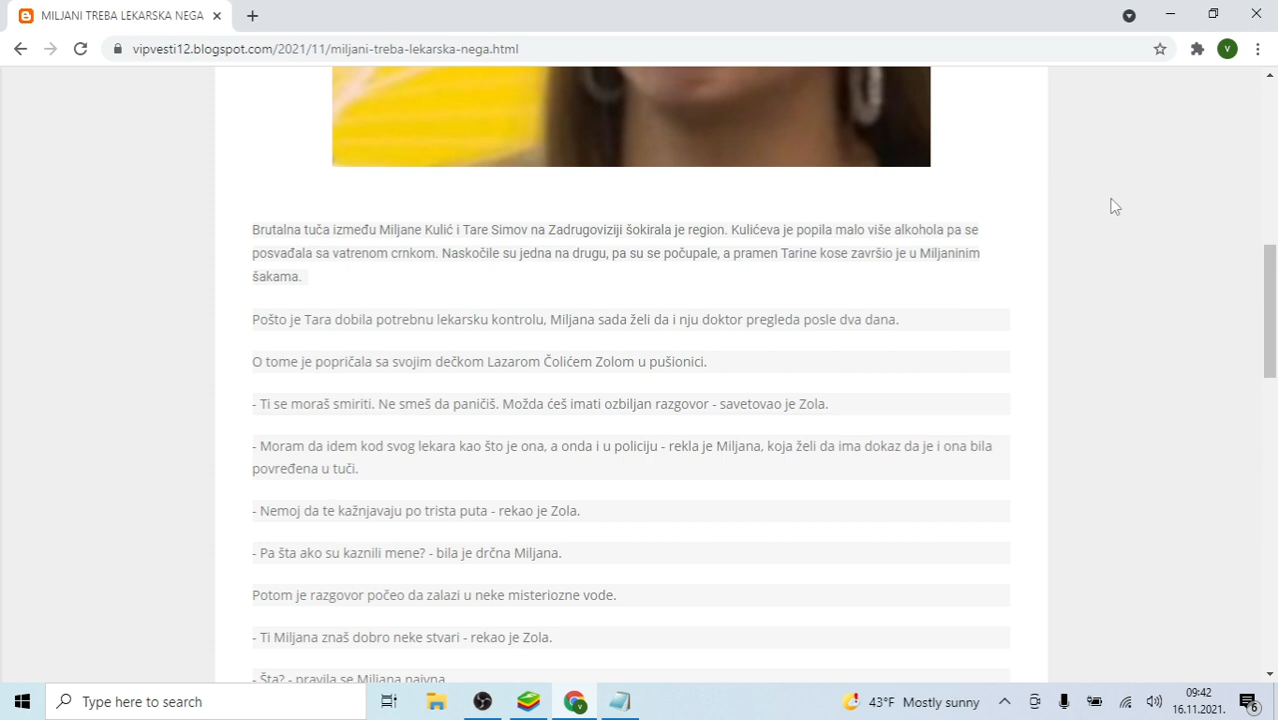 MILJANI TREBA LEKARSKA NEGA
vipvesti12.blogspot.com/2021/11/miljani-treba-lekarska-nega.html
V
Brutalna tuča između Miljane Kulić i Tare Simov na Zadrugoviziji šokirala je region. Kulićeva je popila malo više alkohola pa se
posvađala sa vatrenom crnkom. Naskočile su jedna na drugu, pa su se počupale, a pramen Tarine kose završio je u Miljaninim
šakama.
Pošto je Tara dobila potrebnu lekarsku kontrolu, Miljana sada želi da i nju doktor pregleda posle dva dana.
O tome je popričala sa svojim dečkom Lazarom Čolićem Zolom u pušionici.
- Ti se moraš smiriti. Ne smeš da paničiš. Možda ćeš imati ozbiljan razgovor - savetovao je Zola.
- Moram da idem kod svog lekara kao što je ona, a onda i u policiju - rekla je Miljana, koja želi da ima dokaz da je i ona bila
povređena u tuči.
- Nemoj da te kažnjavaju po trista puta - rekao je Zola.
- Pa šta ako su kaznili mene? - bila je drčna Miljana.
Potom je razgovor počeo da zalazi u neke misteriozne vode.
- Ti Miljana znaš dobro neke stvari - rekao je Zola.
- Šta? - pravila se Miljana naivna.
Type here to search
43°F Mostly sunny
09:42
16.11.2021.
6